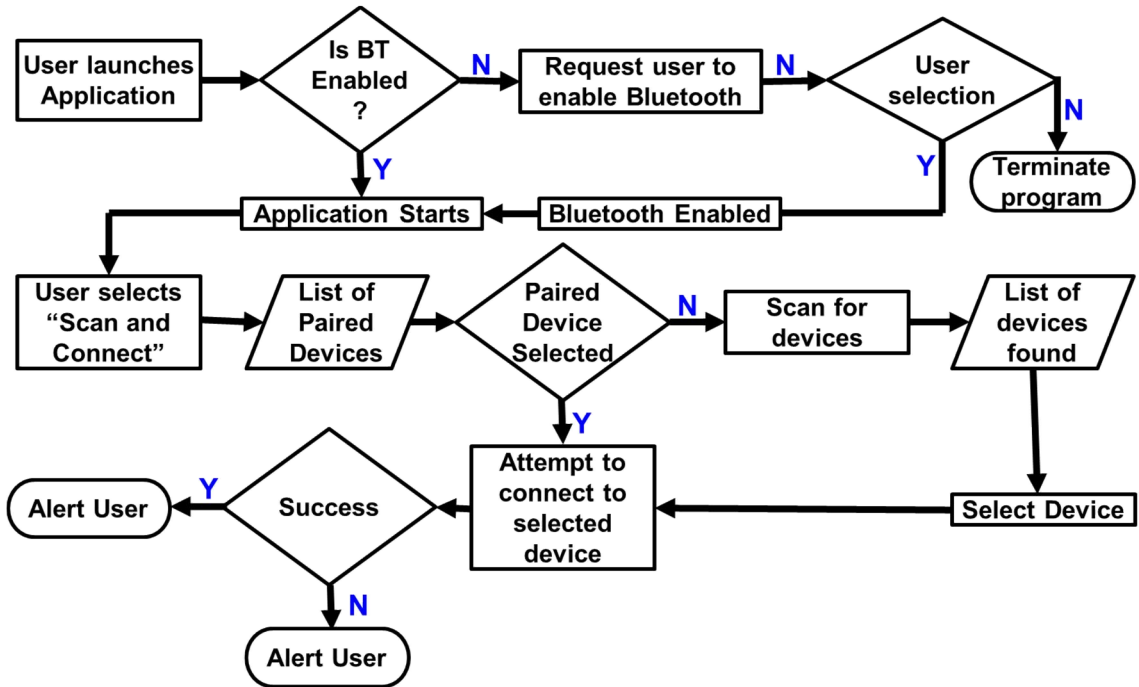 User launches
Application
Is BT
Enabled
?
N
Request user to
enable Bluetooth
N
User
selection
N
Terminate
program
Y
Y
Application Starts
Bluetooth Enabled
User selects
“Scan and
Connect”
List of
Paired
Devices
Paired
Device
Selected
N
Scan for
devices
List of
devices
found
Y
Attempt to
connect to
selected
device
Select Device
Success
Y
Alert User
N
Alert User